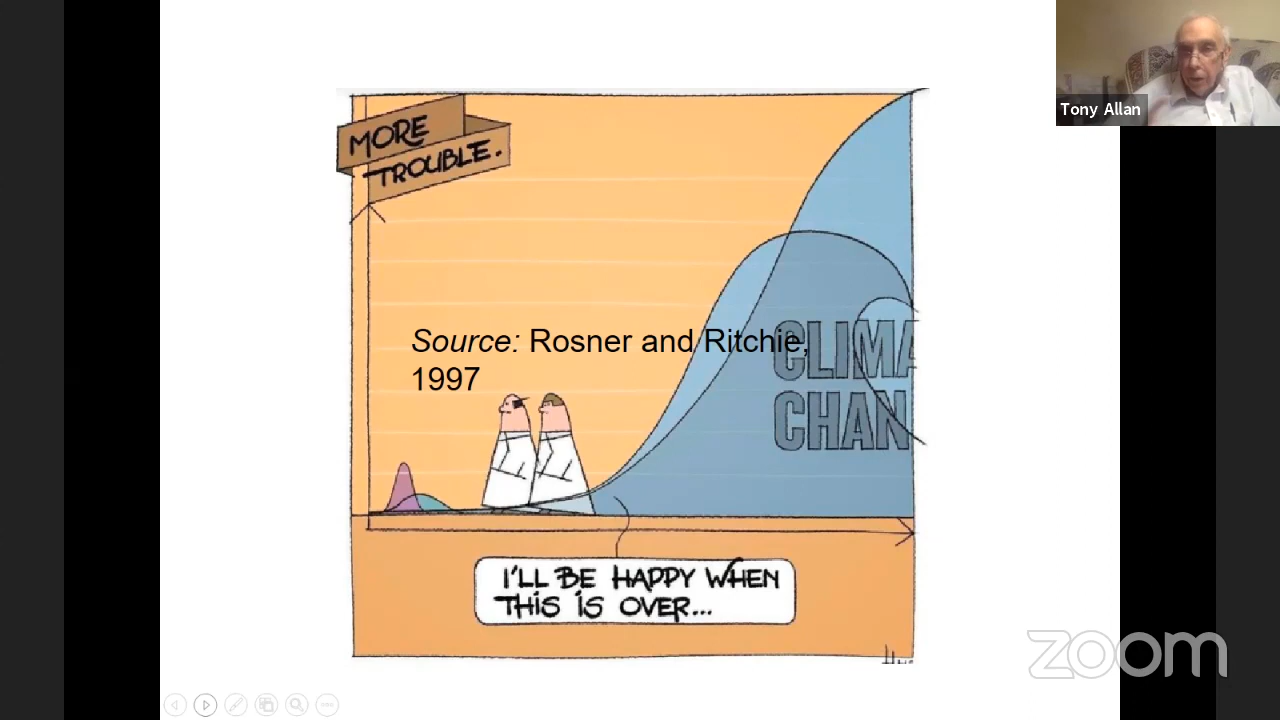 Tony Allan
MORE
TROUBLE.
Source: Rosner and Ritchie,
1997
CLIMA
CHAN
I'LL BE HAPPY WHEN
THIS IS OVER...
zoom